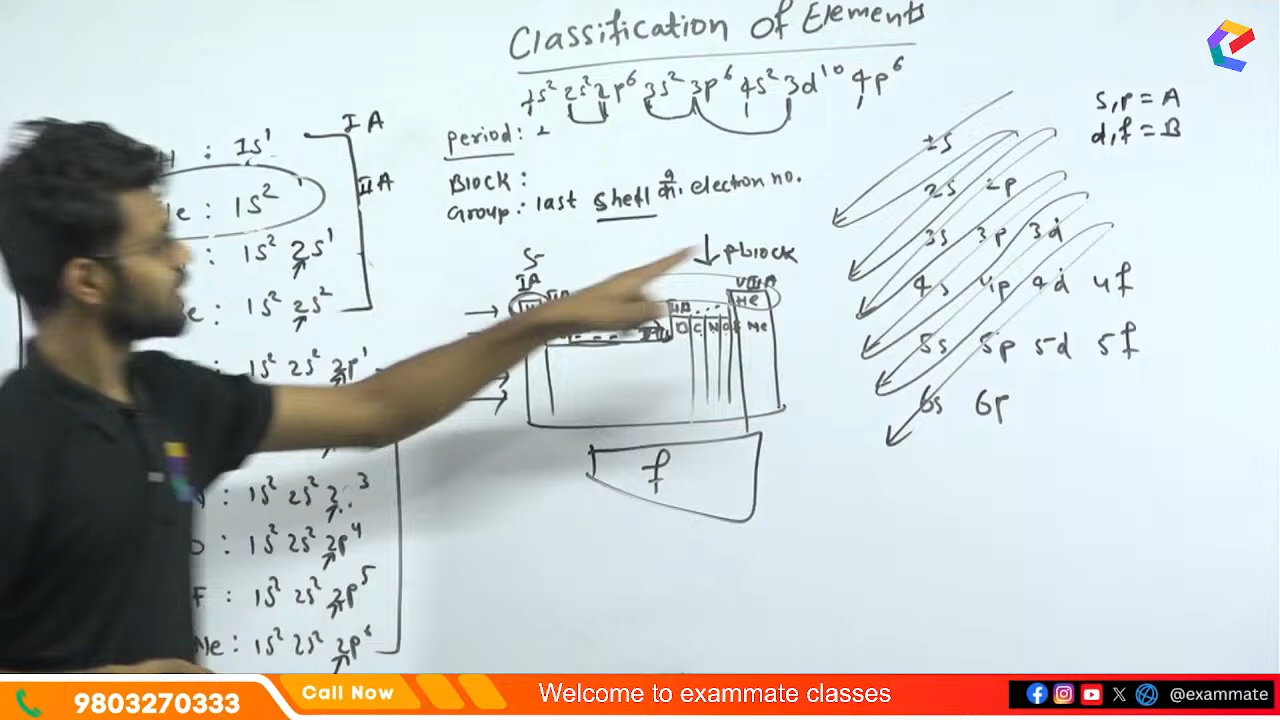 Classification of Elements
1s² 2s² 2p⁶ 3s² 3p⁶ 4s² 3d¹⁰ 4p⁶
Period:
Block:
Group: last shell electron no.
s,p = A
d,f = B
IA
: 1s¹
IIA
He: 1s²
: 1s² 2s¹
: 1s² 2s²
: 1s² 2s² 2p¹
: 1s² 2s² 2 ³
O : 1s² 2s² 2p⁴
F : 1s² 2s² 2p⁵
Ne: 1s² 2s² 2p⁶
S-
IA
p block
VIIIA
He
C N O Ne
f
1s
2s 2p
3s 3p 3d
4s 4p 4d 4f
5s 5p 5d 5f
6s 6p
9803270333
Call Now
Welcome to exammate classes
@exammate